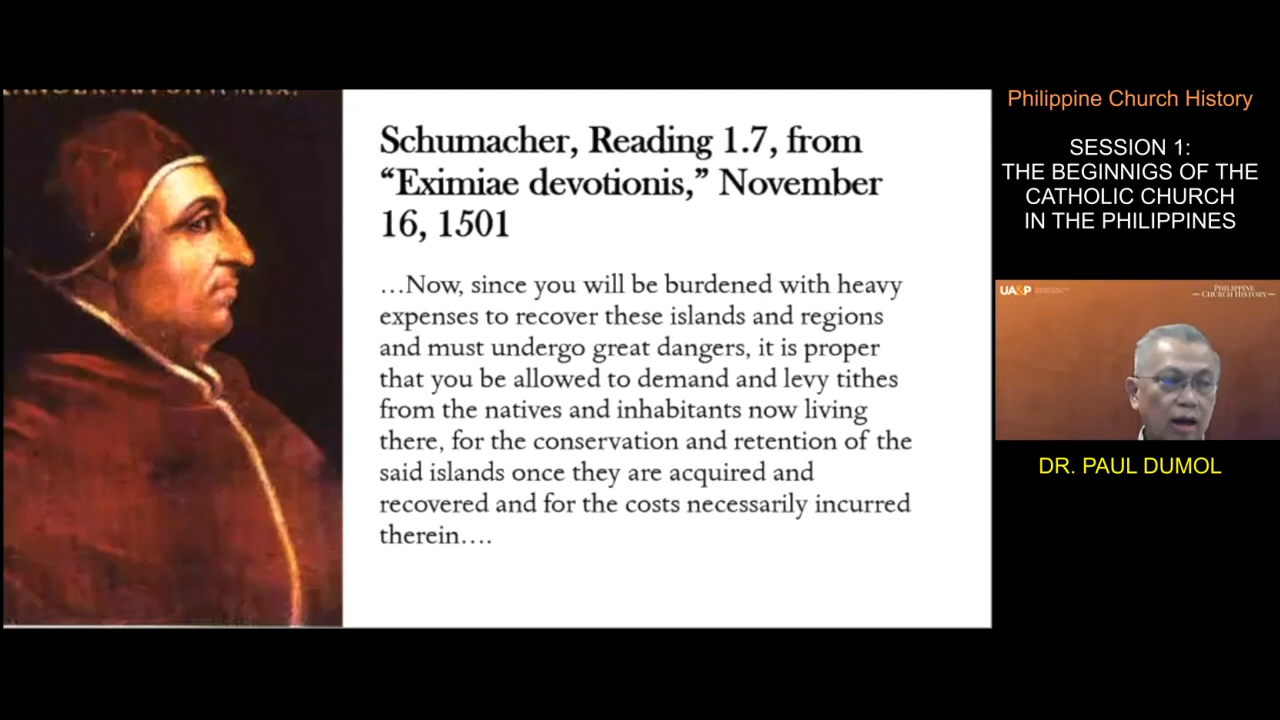 Schumacher, Reading 1.7, from
“Eximiae devotionis,” November
16, 1501
…Now, since you will be burdened with heavy
expenses to recover these islands and regions
and must undergo great dangers, it is proper
that you be allowed to demand and levy tithes
from the natives and inhabitants now living
there, for the conservation and retention of the
said islands once they are acquired and
recovered and for the costs necessarily incurred
therein….
Philippine Church History
SESSION 1:
THE BEGINNIGS OF THE
CATHOLIC CHURCH
IN THE PHILIPPINES
UA&P
PHILIPPINE
CHURCH HISTORY
DR. PAUL DUMOL